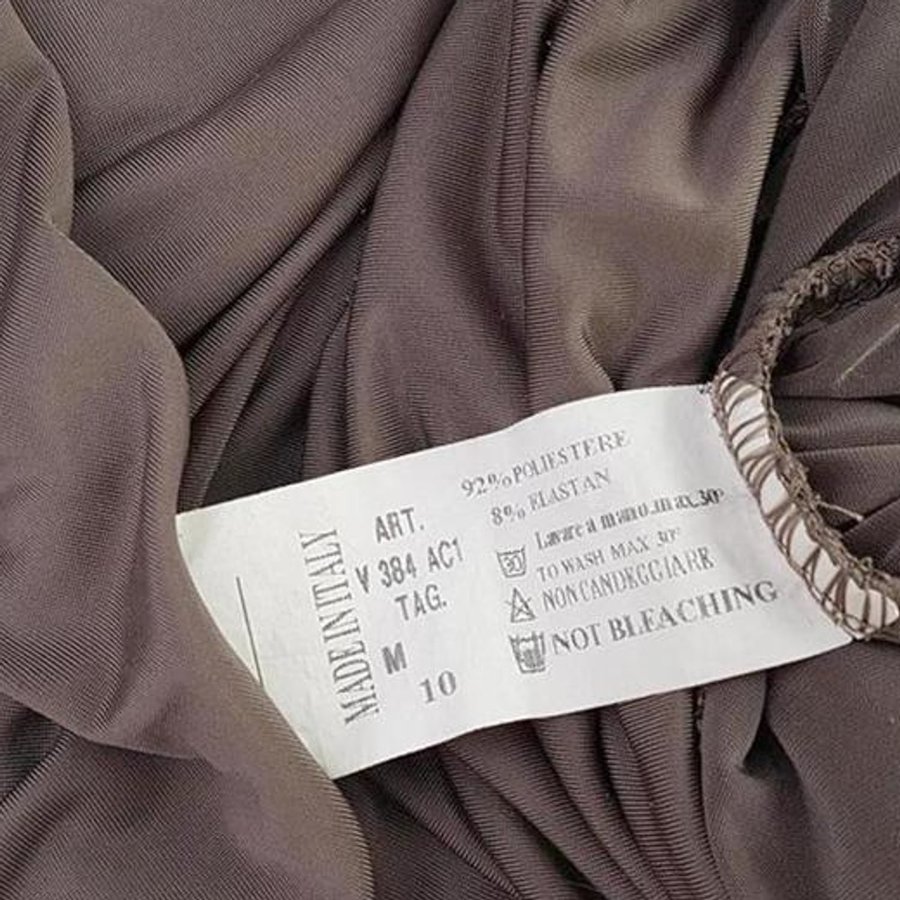 MADE IN ITALY
ART.
V 384 AC1
TAG.
M
10
92% POLIESTERE
8% ELASTAN
Lavare a mano.max.30°
30
TO WASH MAX 30°
NON CANDEGGIARE
NOT BLEACHING